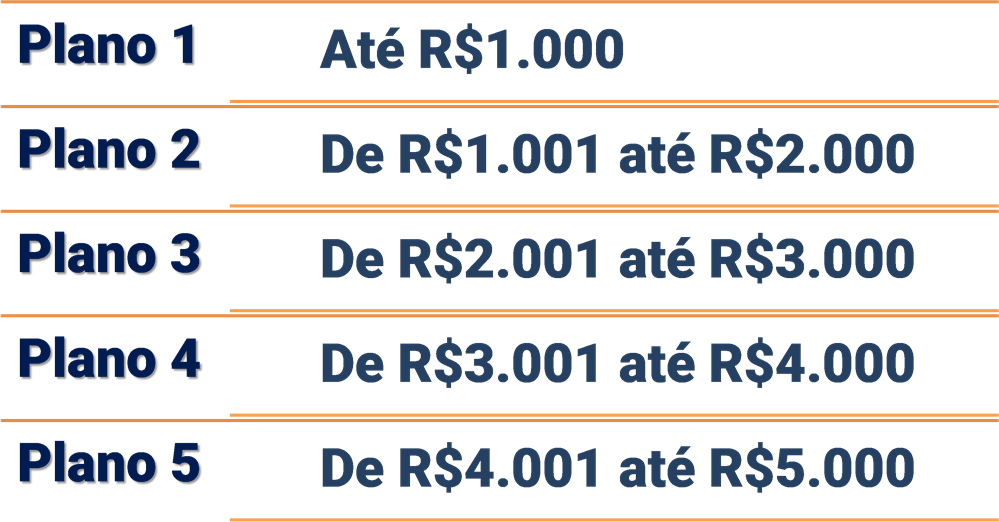 Plano 1 Até R$1.000
Plano 2 De R$1.001 até R$2.000
Plano 3 De R$2.001 até R$3.000
Plano 4 De R$3.001 até R$4.000
Plano 5 De R$4.001 até R$5.000